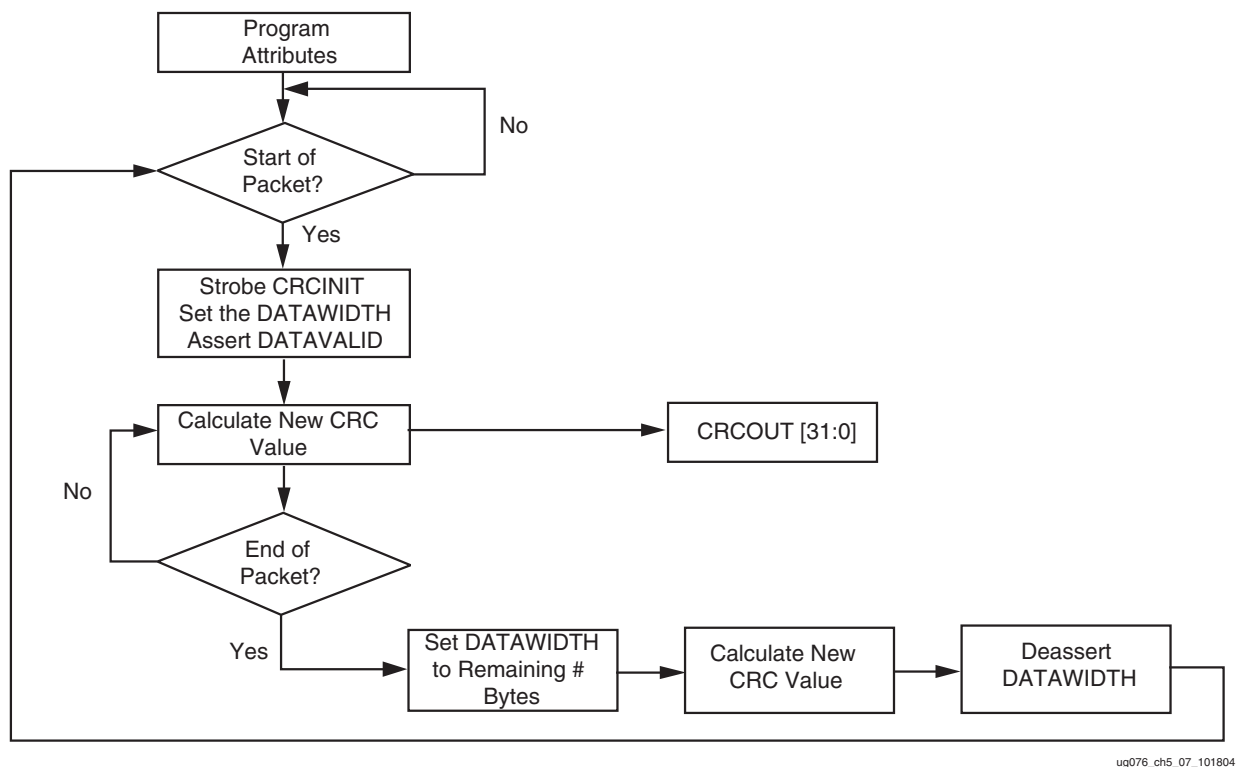 Program
Attributes
No
Start of
Packet?
Yes
Strobe CRCINIT
Set the DATAWIDTH
Assert DATAVALID
Calculate New CRC
Value
CRCOUT [31:0]
No
End of
Packet?
Yes
Set DATAWIDTH
to Remaining #
Bytes
Calculate New
CRC Value
Deassert
DATAWIDTH
ug076_ch5_07_101804